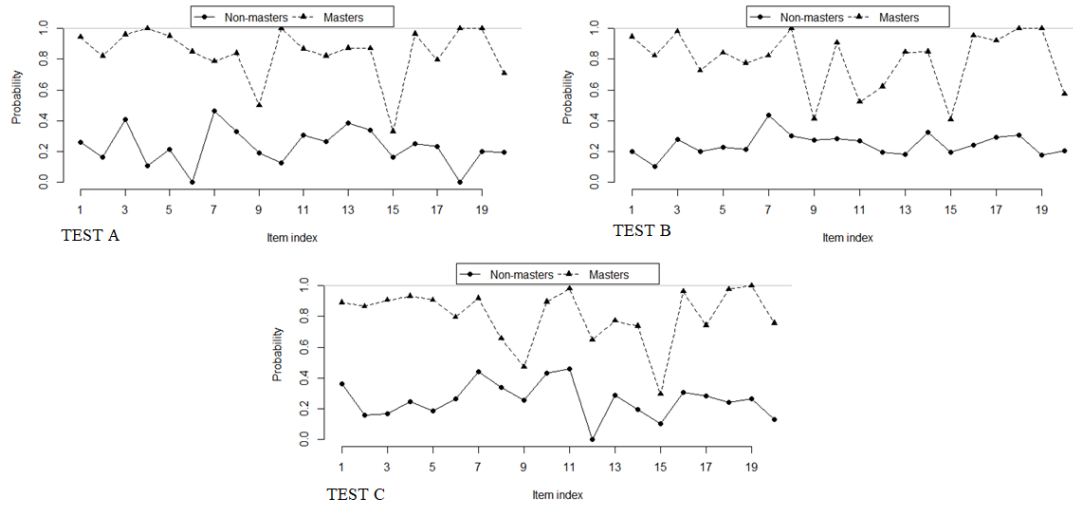 Non-masters Masters
Probability
0.0 0.2 0.4 0.6 0.8 1.0
1 3 5 7 9 11 13 15 17 19
Item index
TEST A
Non-masters Masters
Probability
0.0 0.2 0.4 0.6 0.8 1.0
1 3 5 7 9 11 13 15 17 19
Item index
TEST B
Non-masters Masters
Probability
0.0 0.2 0.4 0.6 0.8 1.0
1 3 5 7 9 11 13 15 17 19
Item index
TEST C